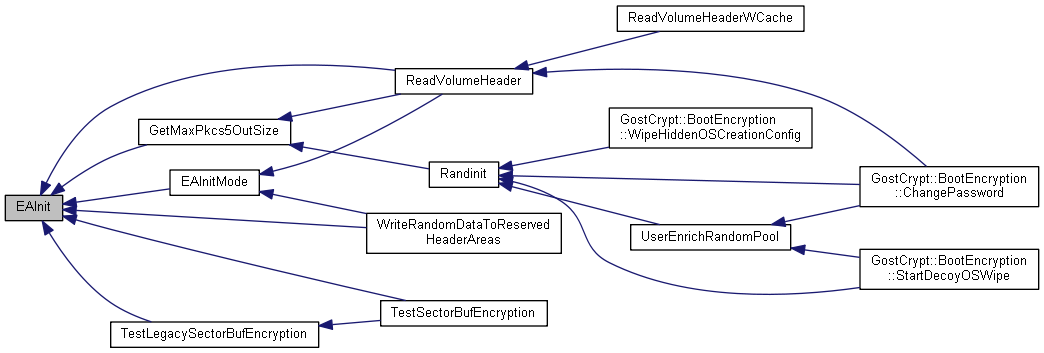 ReadVolumeHeaderWCache
ReadVolumeHeader
GostCrypt::BootEncryption
::WipeHiddenOSCreationConfig
GetMaxPkcs5OutSize
EAInitMode
Randinit
GostCrypt::BootEncryption
::ChangePassword
EAInit
WriteRandomDataToReserved
HeaderAreas
UserEnrichRandomPool
GostCrypt::BootEncryption
::StartDecoyOSWipe
TestSectorBufEncryption
TestLegacySectorBufEncryption